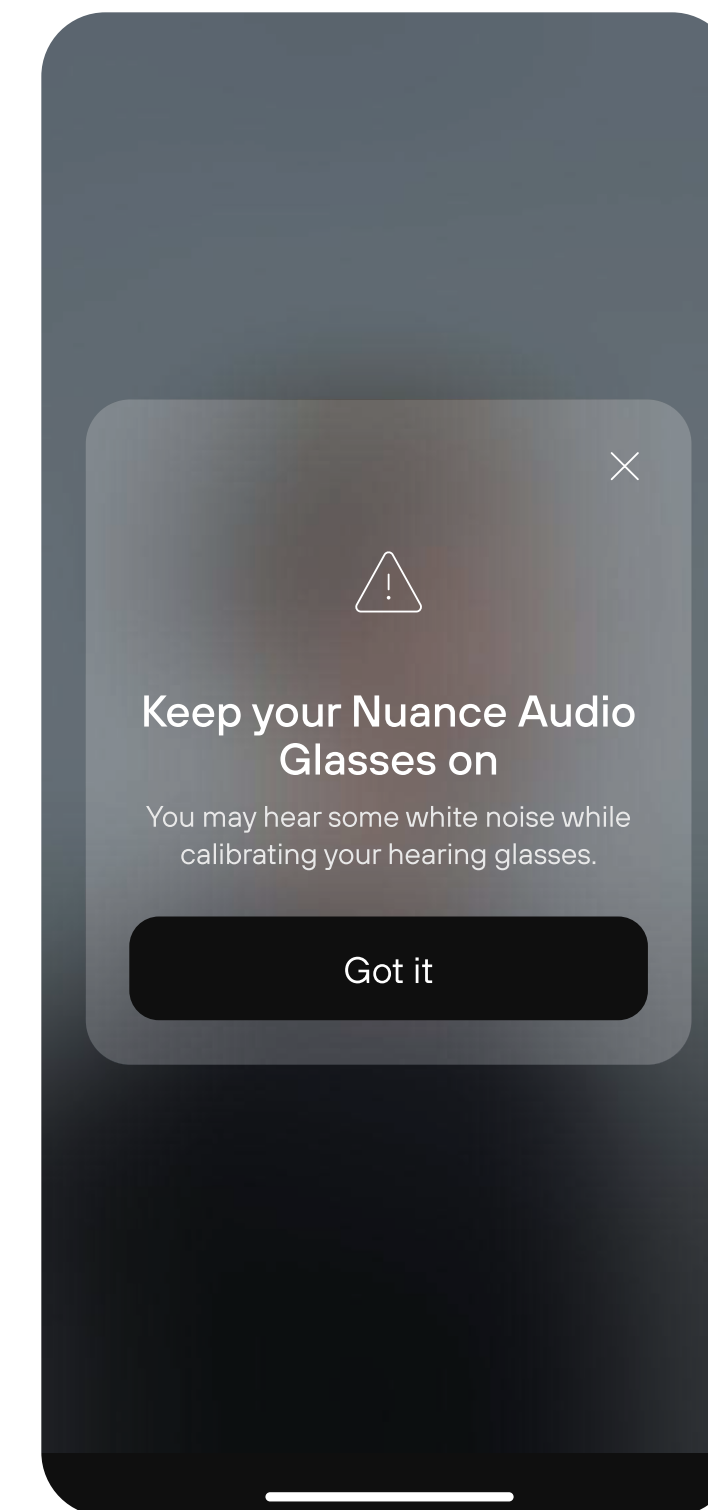 Keep your Nuance Audio
Glasses on
You may hear some white noise while
calibrating your hearing glasses.
Got it